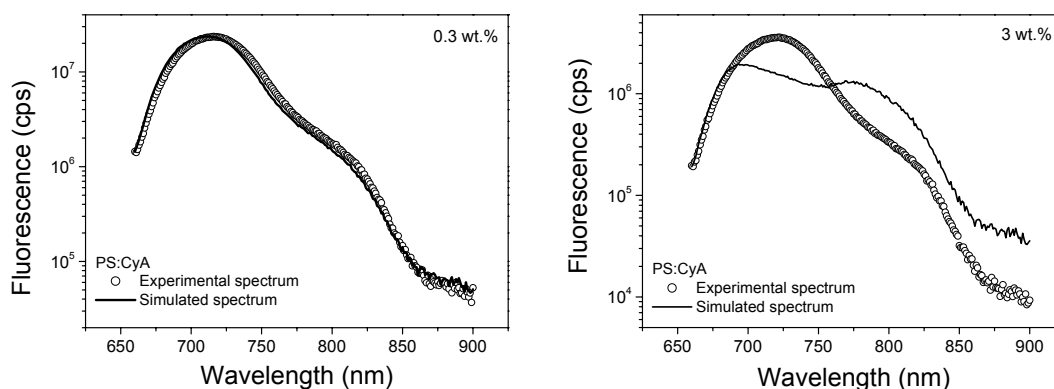 0.3 wt.%
Fluorescence (cps)
10^7
10^6
10^5
PS:CyA
Experimental spectrum
Simulated spectrum
650 700 750 800 850 900
Wavelength (nm)
3 wt.%
Fluorescence (cps)
10^6
10^5
10^4
PS:CyA
Experimental spectrum
Simulated spectrum
650 700 750 800 850 900
Wavelength (nm)